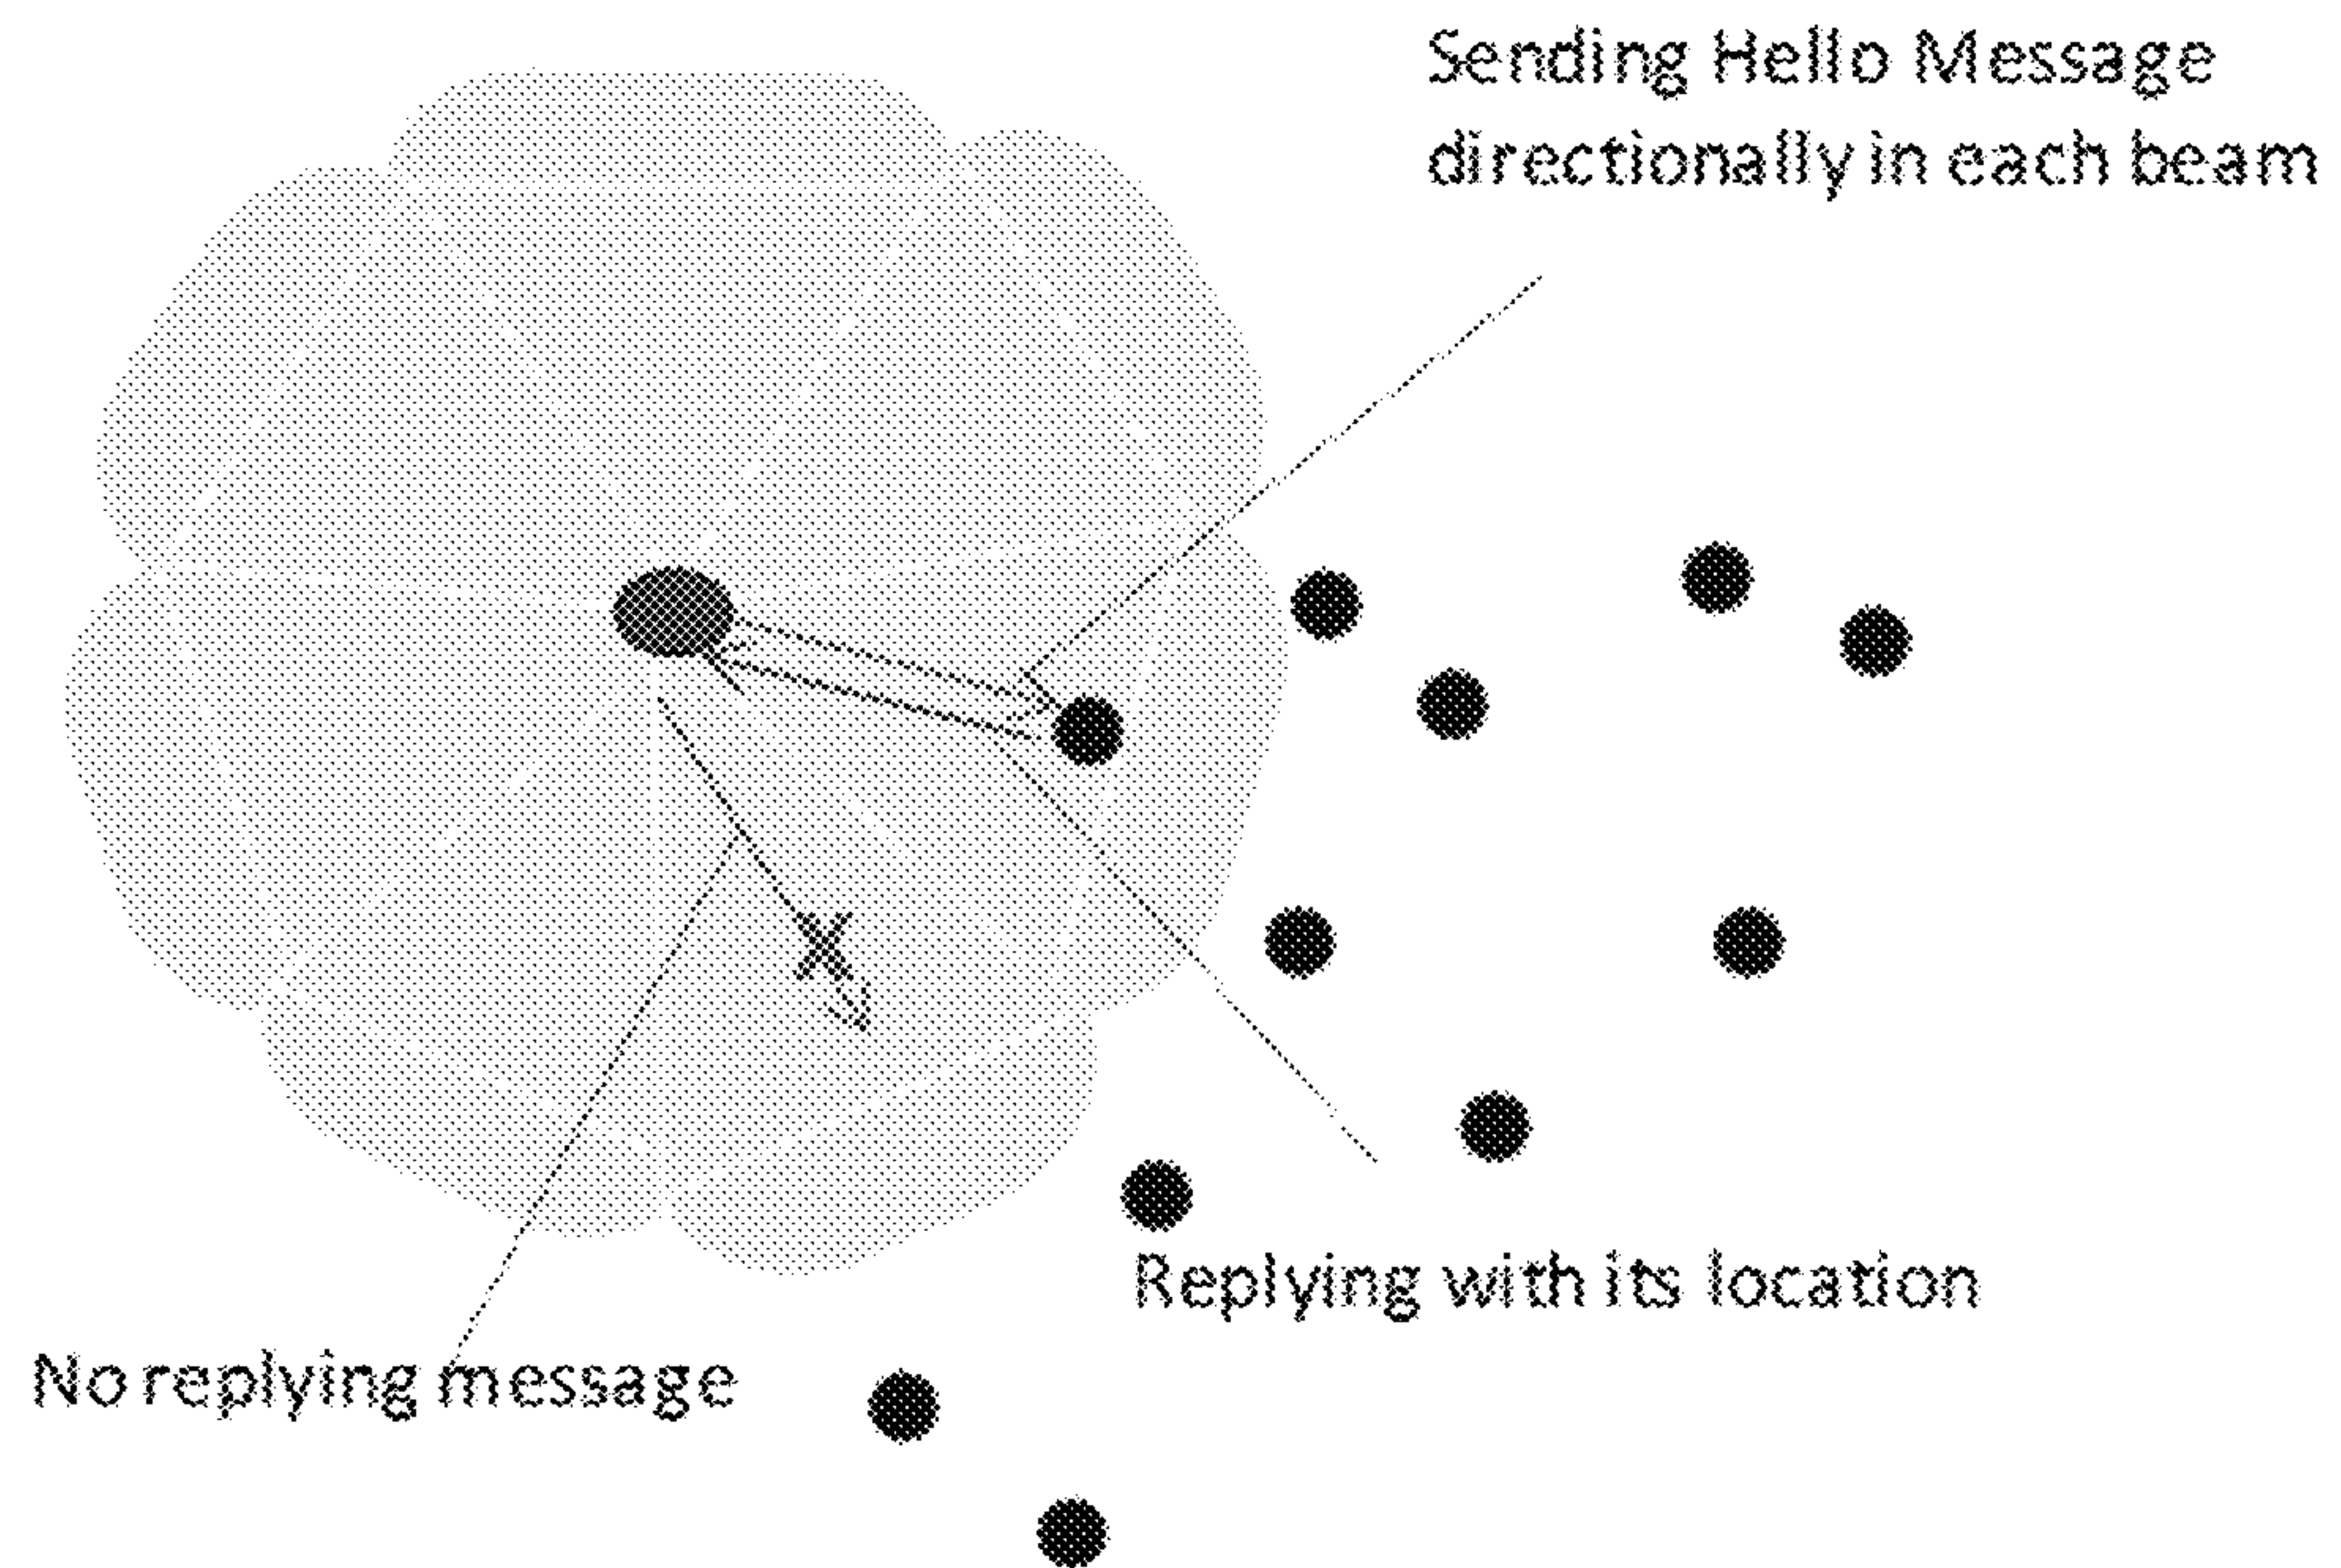 Sending Hello Message
directionally in each beam
Replying with its location
No replying message